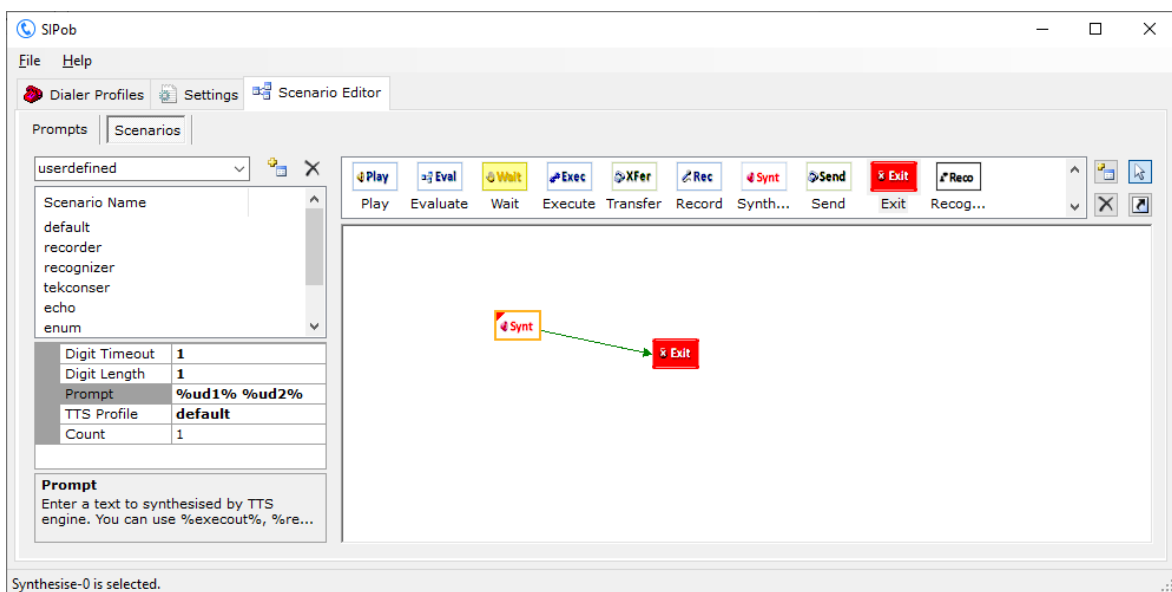 SIPob
File Help
Dialer Profiles Settings Scenario Editor
Prompts Scenarios
userdefined
Scenario Name
default
recorder
recognizer
tekconser
echo
enum
Digit Timeout 1
Digit Length 1
Prompt %ud1% %ud2%
TTS Profile default
Count 1
Prompt
Enter a text to synthesised by TTS
engine. You can use %execout%, %re...
Play Eval Wait Exec XFer Rec Synt Send Exit Reco
Play Evaluate Wait Execute Transfer Record Synth... Send Exit Recog...
Synt
Exit
Synthesise-0 is selected.